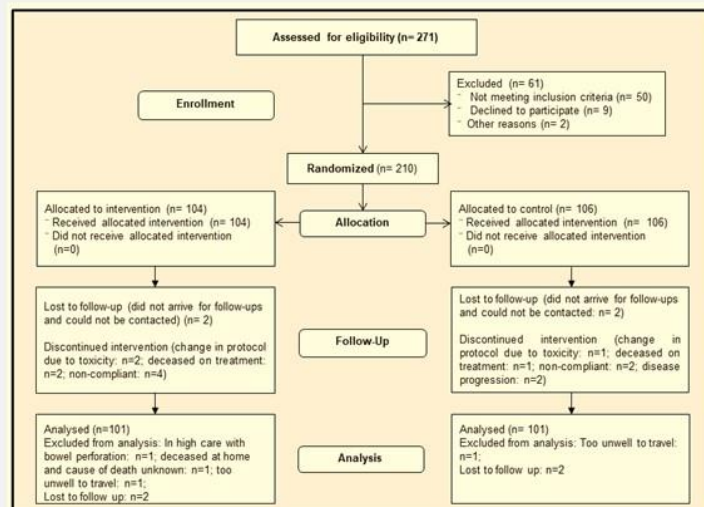 Assessed for eligibility (n= 271)
Enrollment
Excluded (n= 61)
⁻ Not meeting inclusion criteria (n= 50)
⁻ Declined to participate (n= 9)
⁻ Other reasons (n= 2)
Randomized (n= 210)
Allocated to intervention (n= 104)
⁻ Received allocated intervention (n= 104)
⁻ Did not receive allocated intervention
(n=0)
Allocation
Allocated to control (n= 106)
⁻ Received allocated intervention (n= 106)
⁻ Did not receive allocated intervention
(n=0)
Lost to follow-up (did not arrive for follow-ups
and could not be contacted) (n= 2)
Discontinued intervention (change in
protocol due to toxicity: n=2; deceased on treatment:
n=2; non-compliant: n=4)
Follow-Up
Lost to follow-up (did not arrive for follow-ups
and could not be contacted: n= 2)
Discontinued intervention (change in
protocol due to toxicity: n=1; deceased on
treatment: n=1; non-compliant: n=2; disease
progression: n=2)
Analysed (n=101)
Excluded from analysis: In high care with
bowel perforation: n=1; deceased at home
and cause of death unknown: n=1; too
unwell to travel: n=1;
Lost to follow up: n=2
Analysis
Analysed (n= 101)
Excluded from analysis: Too unwell to travel:
n=1;
Lost to follow up: n=2